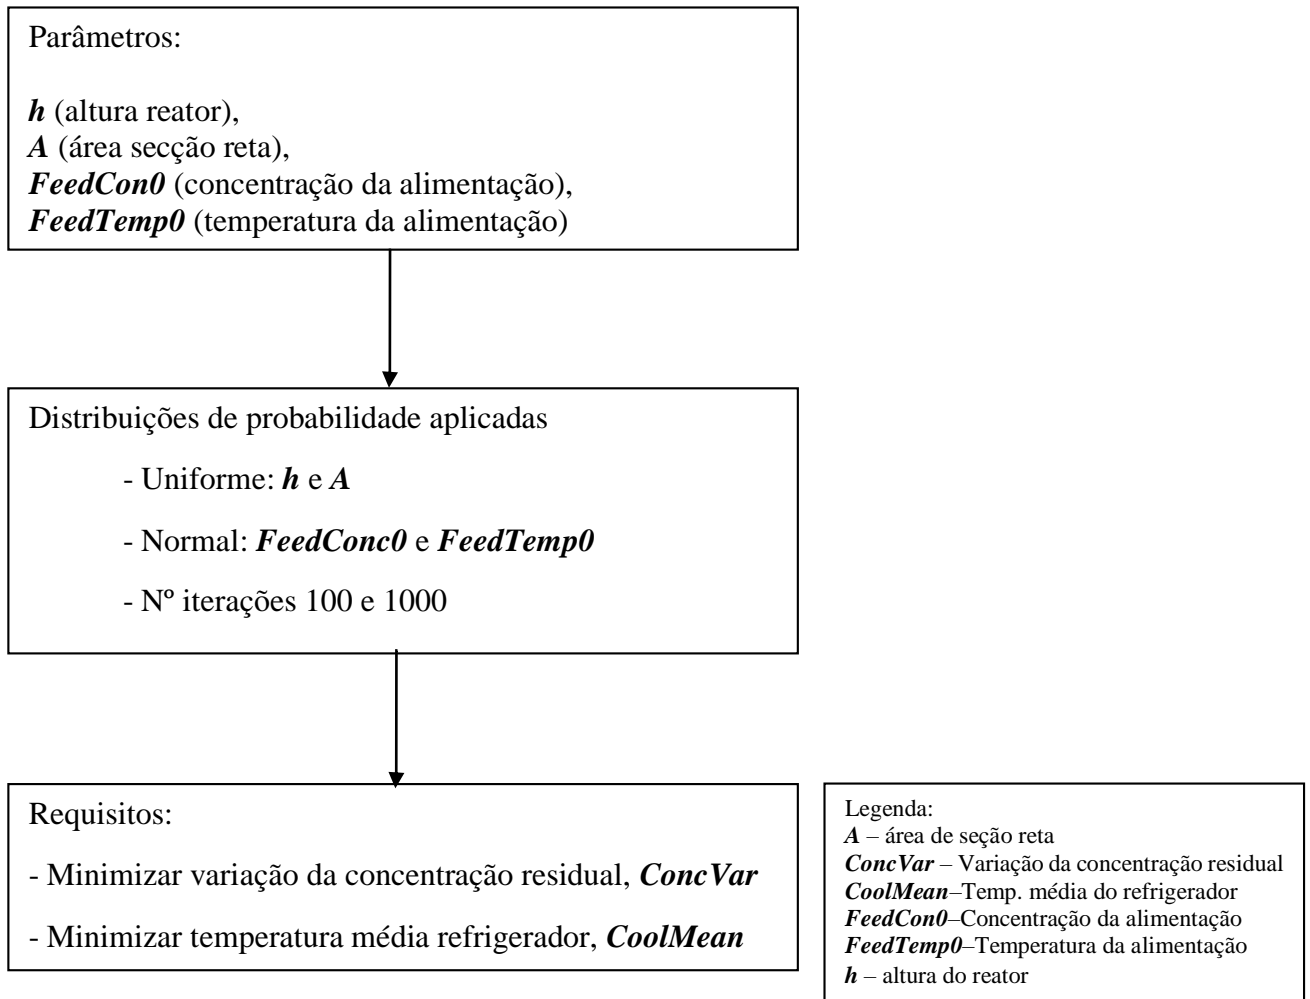 Parâmetros:
h (altura reator),
A (área secção reta),
FeedCon0 (concentração da alimentação),
FeedTemp0 (temperatura da alimentação)
Distribuições de probabilidade aplicadas
- Uniforme: h e A
- Normal: FeedConc0 e FeedTemp0
- Nº iterações 100 e 1000
Requisitos:
- Minimizar variação da concentração residual, ConcVar
- Minimizar temperatura média refrigerador, CoolMean
Legenda:
A – área de seção reta
ConcVar – Variação da concentração residual
CoolMean–Temp. média do refrigerador
FeedCon0–Concentração da alimentação
FeedTemp0–Temperatura da alimentação
h – altura do reator